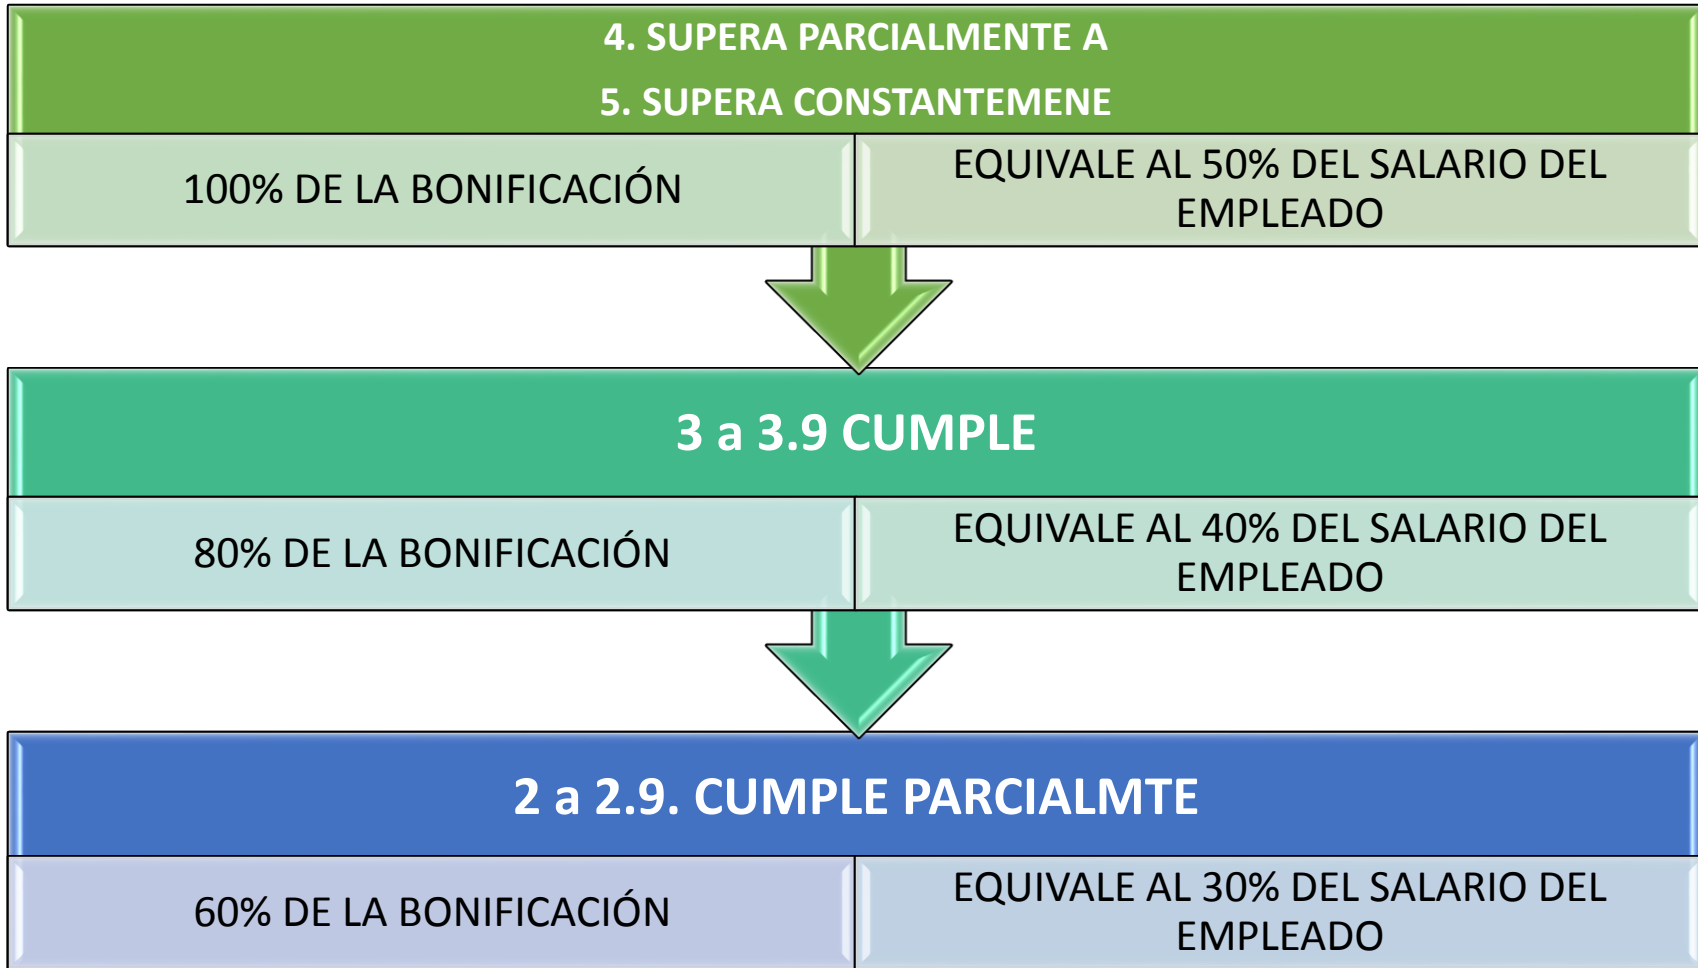 4. SUPERA PARCIALMENTE A
5. SUPERA CONSTANTEMENE
100% DE LA BONIFICACIÓN
EQUIVALE AL 50% DEL SALARIO DEL
EMPLEADO
3 a 3.9 CUMPLE
80% DE LA BONIFICACIÓN
EQUIVALE AL 40% DEL SALARIO DEL
EMPLEADO
2 a 2.9. CUMPLE PARCIALMTE
60% DE LA BONIFICACIÓN
EQUIVALE AL 30% DEL SALARIO DEL
EMPLEADO